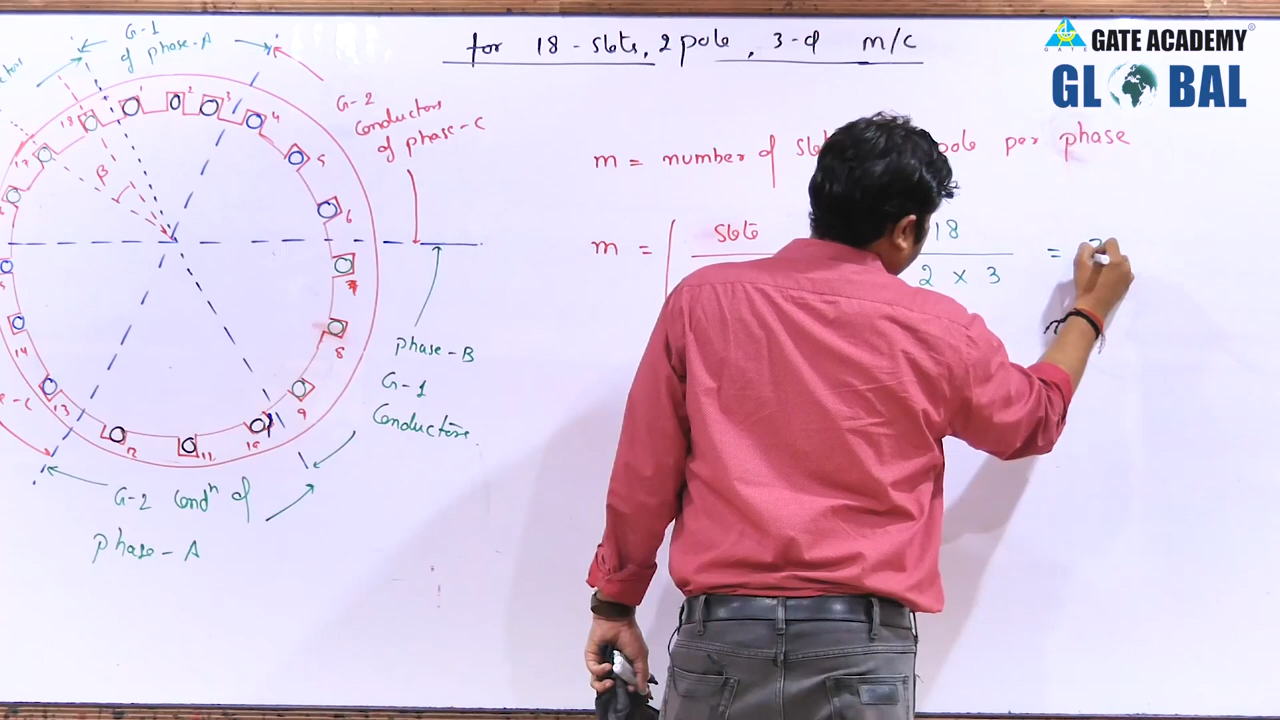 for 18-slots, 2 pole, 3-ɸ m/c
GATE ACADEMY
GATE
GLOBAL
G-1
of phase-A
G-2
Conductors
of phase-C
m = number of pole per phase
m = slots 18
2 x 3
=
β
18
1
2
3
4
5
6
7
8
9
10
11
12
13
14
17
phase-B
G-1
Conductors.
G-2 Condⁿ of
phase-A